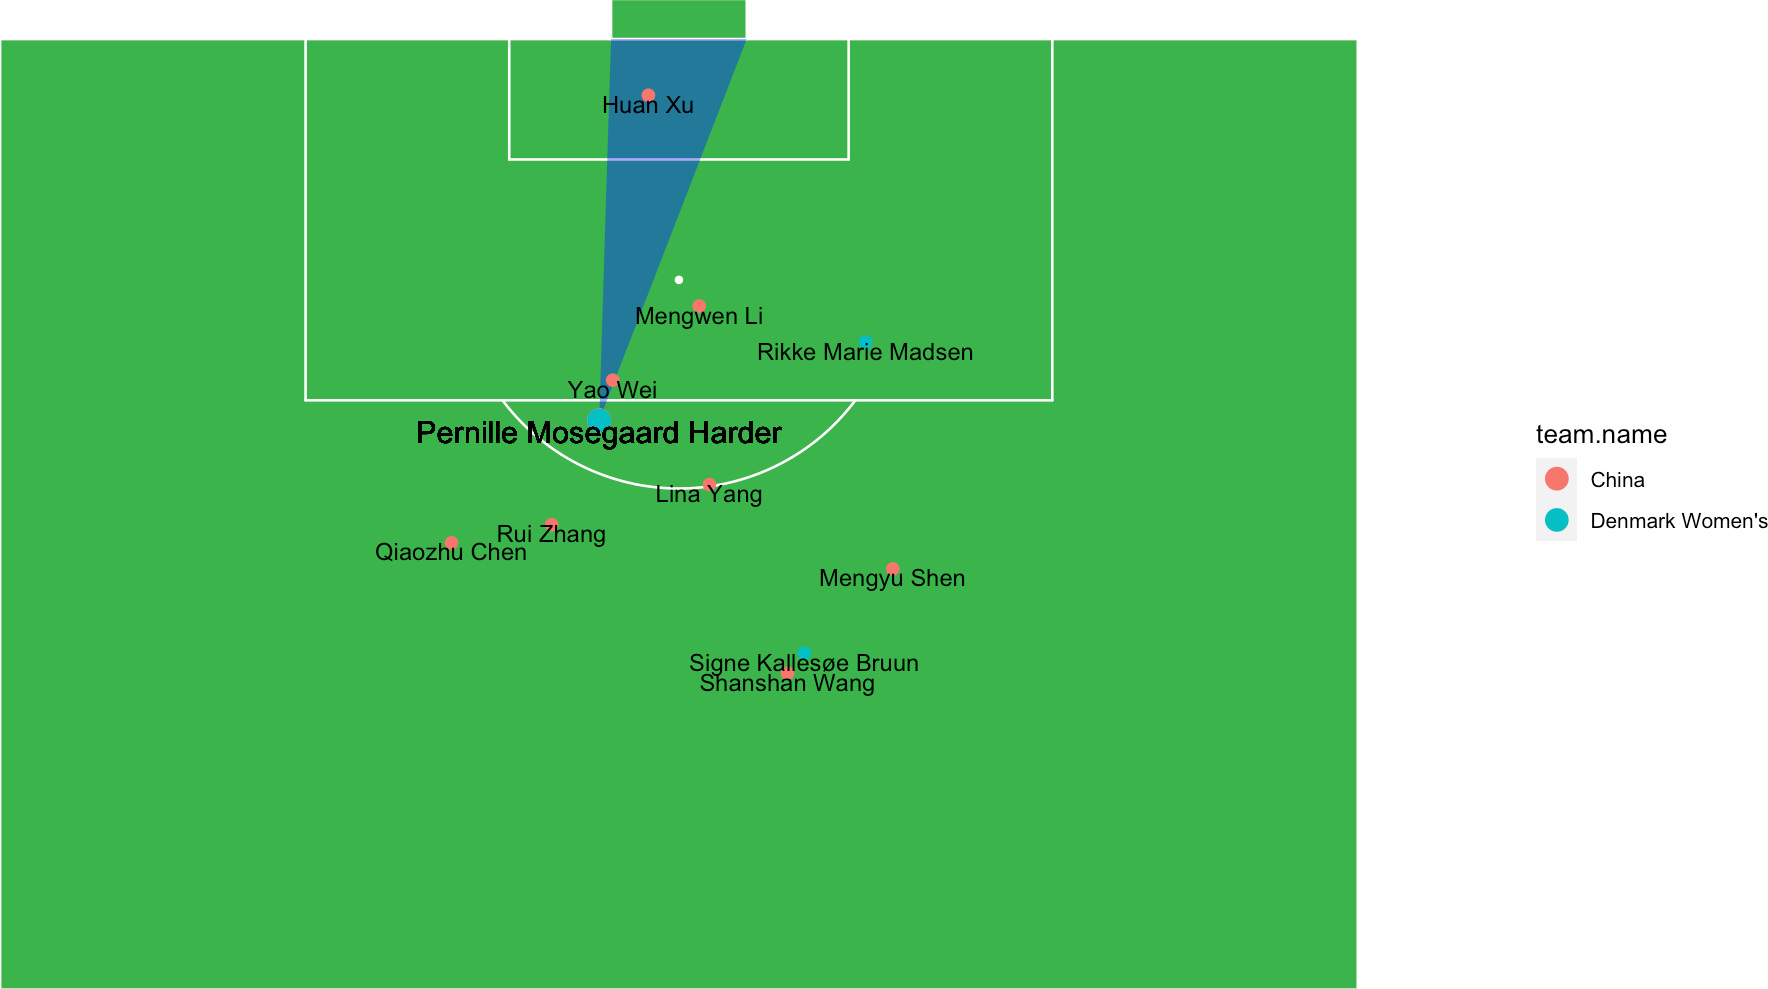 Huan Xu
Mengwen Li
Rikke Marie Madsen
Yao Wei
Pernille Mosegaard Harder
Lina Yang
Rui Zhang
Qiaozhu Chen
Mengyu Shen
Signe Kallesøe Bruun
Shanshan Wang
team.name
China
Denmark Women's